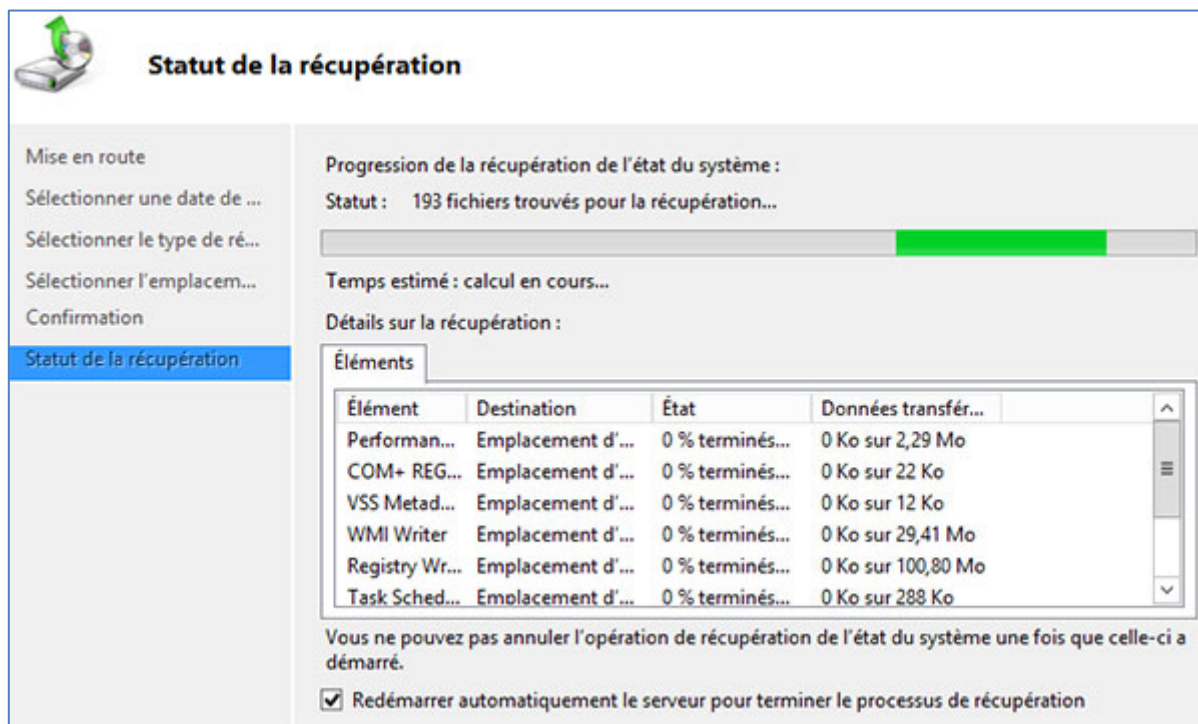 Statut de la récupération
Mise en route
Sélectionner une date de ...
Sélectionner le type de ré...
Sélectionner l'emplacem...
Confirmation
Statut de la récupération
Progression de la récupération de l'état du système :
Statut : 193 fichiers trouvés pour la récupération...
Temps estimé : calcul en cours...
Détails sur la récupération :
Éléments
Élément Destination État Données transfér...
Performan... Emplacement d'... 0 % terminés... 0 Ko sur 2,29 Mo
COM+ REG... Emplacement d'... 0 % terminés... 0 Ko sur 22 Ko
VSS Metad... Emplacement d'... 0 % terminés... 0 Ko sur 12 Ko
WMI Writer Emplacement d'... 0 % terminés... 0 Ko sur 29,41 Mo
Registry Wr... Emplacement d'... 0 % terminés... 0 Ko sur 100,80 Mo
Task Sched... Emplacement d'... 0 % terminés... 0 Ko sur 288 Ko
Vous ne pouvez pas annuler l'opération de récupération de l'état du système une fois que celle-ci a
démarré.
Redémarrer automatiquement le serveur pour terminer le processus de récupération